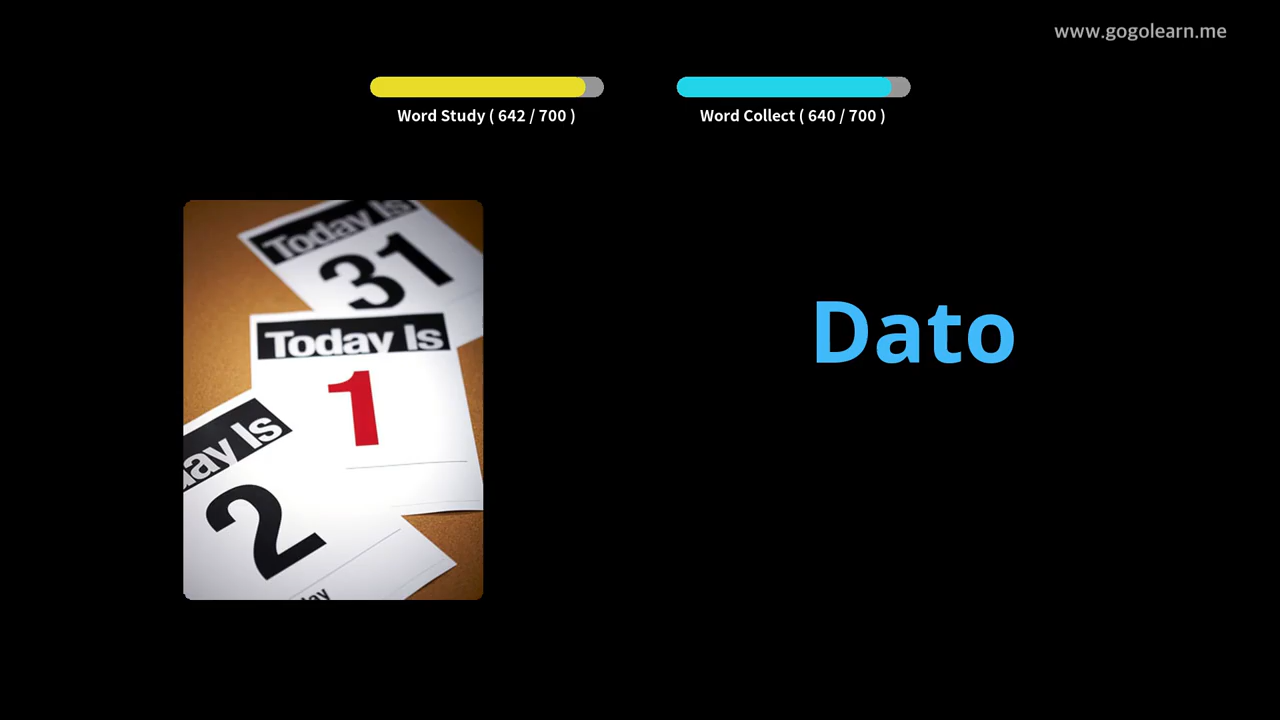 www.gogolearn.me
Word Study ( 642 / 700 )
Word Collect ( 640 / 700 )
Today Is
31
Today Is
1
ay Is
2
ay
Dato